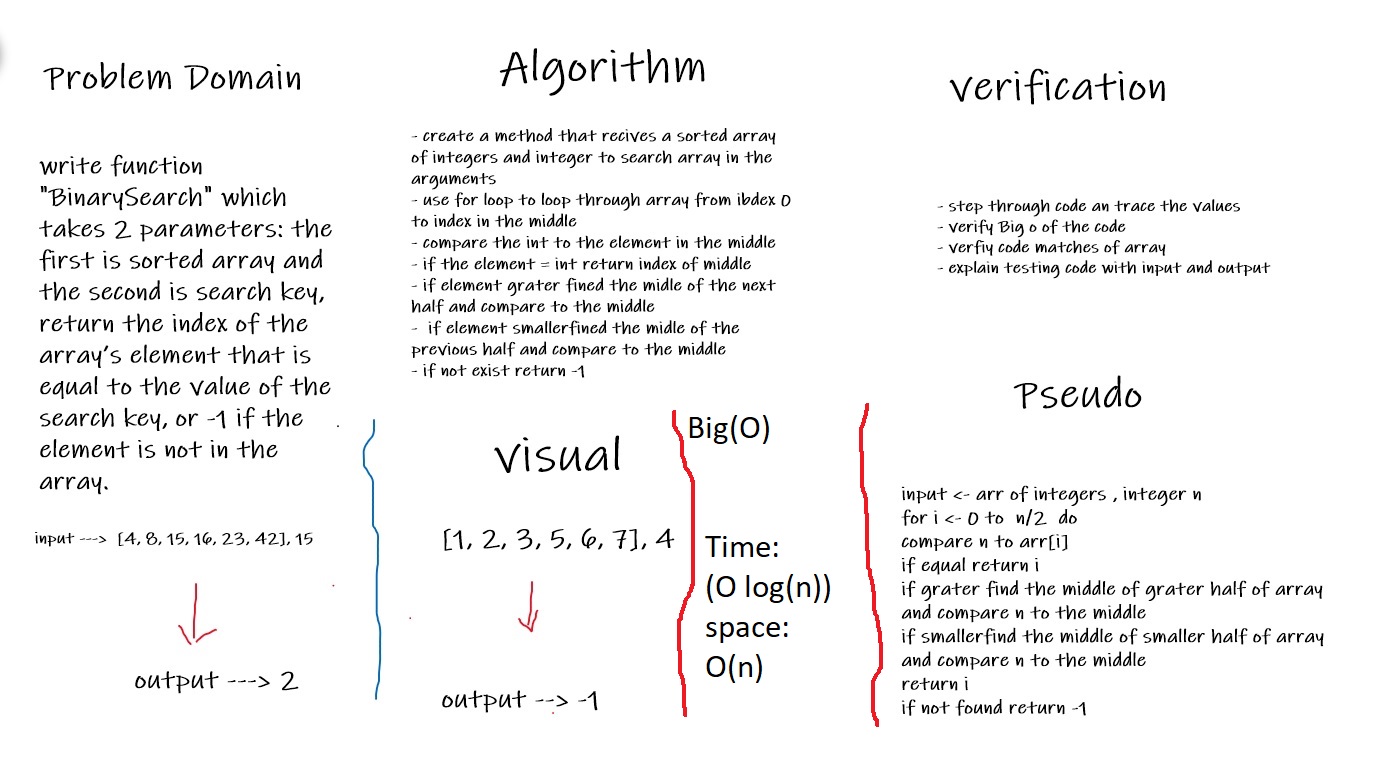 Problem Domain
write function
"BinarySearch" which
takes 2 parameters: the
first is sorted array and
the second is search key,
return the index of the
array's element that is
equal to the value of the
search key, or -1 if the
element is not in the
array.
input ---> [4, 8, 15, 16, 23, 42], 15
output ---> 2
Algorithm
- create a method that recives a sorted array
of integers and integer to search array in the
arguments
- use for loop to loop through array from ibdex 0
to index in the middle
- compare the int to the element in the middle
- if the element = int return index of middle
- if element grater fined the midle of the next
half and compare to the middle
- if element smallerfined the midle of the
previous half and compare to the middle
- if not exist return -1
visual
[1, 2, 3, 5, 6, 7], 4
output --> -1
Big(O)
Time:
(O log(n))
space:
O(n)
verification
- step through code an trace the values
- verify Big o of the code
- verfiy code matches of array
- explain testing code with input and output
Pseudo
input <- arr of integers , integer n
for i <- 0 to n/2 do
compare n to arr[i]
if equal return i
if grater find the middle of grater half of array
and compare n to the middle
if smallerfind the middle of smaller half of array
and compare n to the middle
return i
if not found return -1